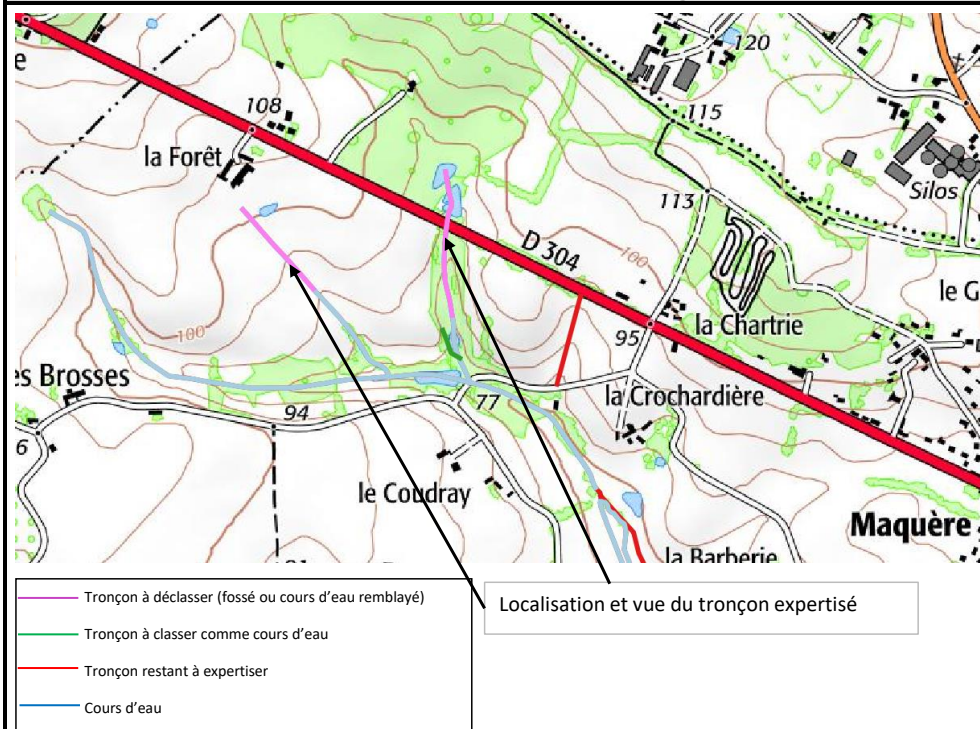 120
e
108
115
la Forêt
Silos
113
D 304
100
le G
100
la Chartrie
95
es Brosses
la Crochardière
77
94
6
le Coudray
Maquère
la Barberie
Tronçon à déclasser (fossé ou cours d'eau remblayé)
Localisation et vue du tronçon expertisé
Tronçon à classer comme cours d'eau
Tronçon restant à expertiser
Cours d'eau